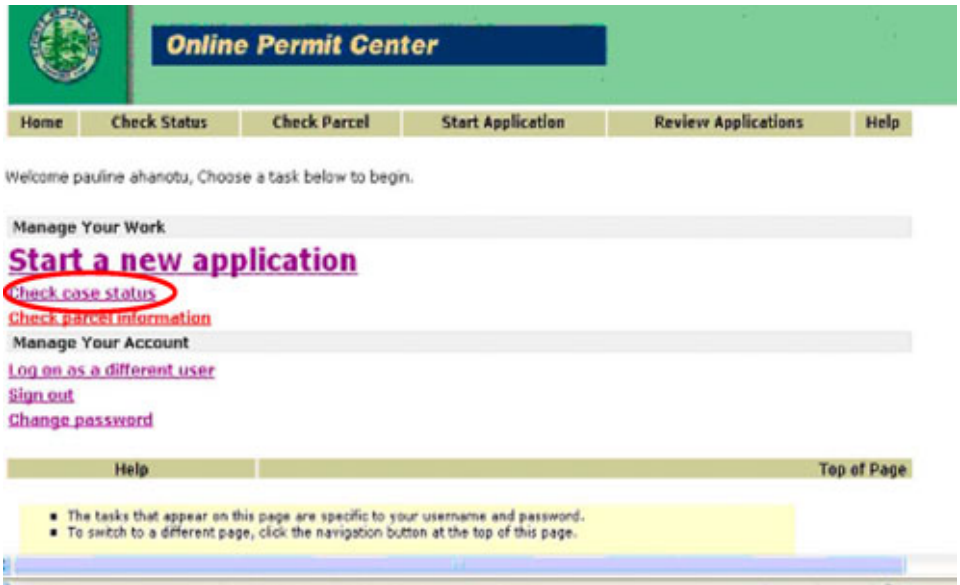 Online Permit Center
Home Check Status Check Parcel Start Application Review Applications Help
Welcome pauline ahanotu, Choose a task below to begin.
Manage Your Work
Start a new application
Check case status
Check parcel information
Manage Your Account
Log on as a different user
Sign out
Change password
Help Top of Page
The tasks that appear on this page are specific to your username and password.
To switch to a different page, click the navigation button at the top of this page.